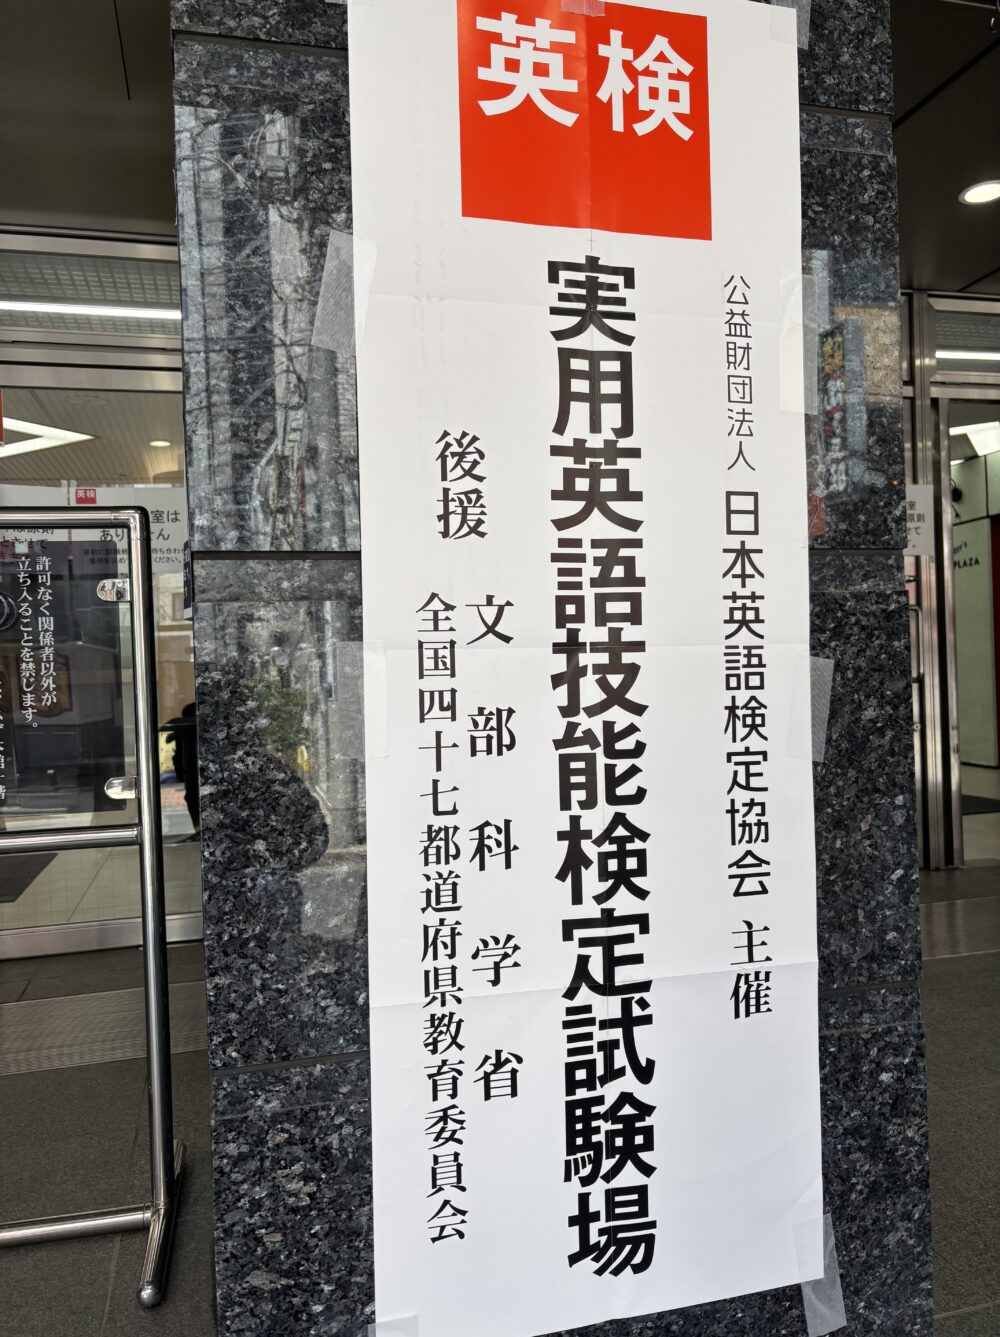 英検
公益財団法人 日本英語検定協会 主催
実用英語技能検定試験場
後援
文部科学省
全国四十七都道府県教育委員会
許可なく関係者以外が
立ち入ることを禁じます。
英検
室は
PLAZA